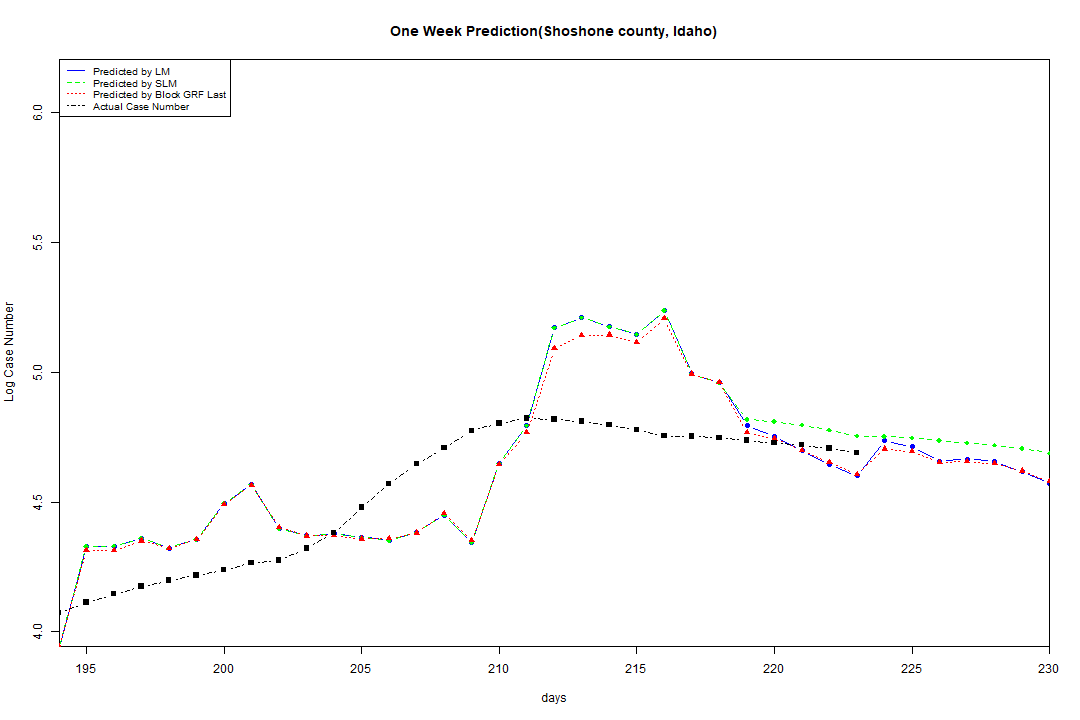 One Week Prediction(Shoshone county, Idaho)
Predicted by LM
Predicted by SLM
Predicted by Block GRF Last
Actual Case Number
6.0
5.5
5.0
4.5
4.0
Log Case Number
195 200 205 210 215 220 225 230
days